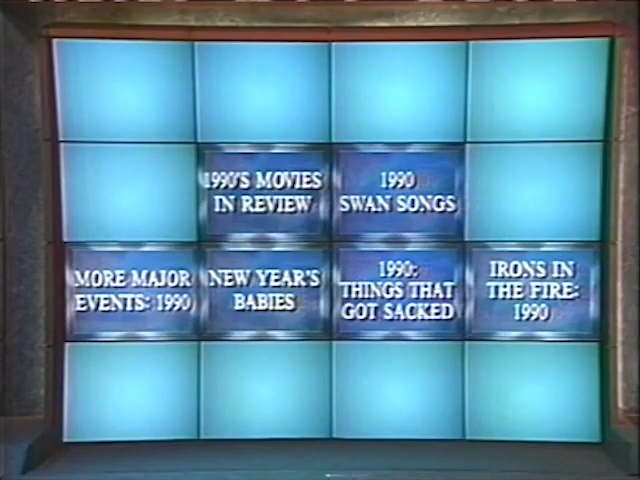 1990'S MOVIES
IN REVIEW
1990
SWAN SONGS
MORE MAJOR
EVENTS: 1990
NEW YEAR'S
BABIES
1990:
THINGS THAT
GOT SACKED
IRONS IN
THE FIRE:
1990